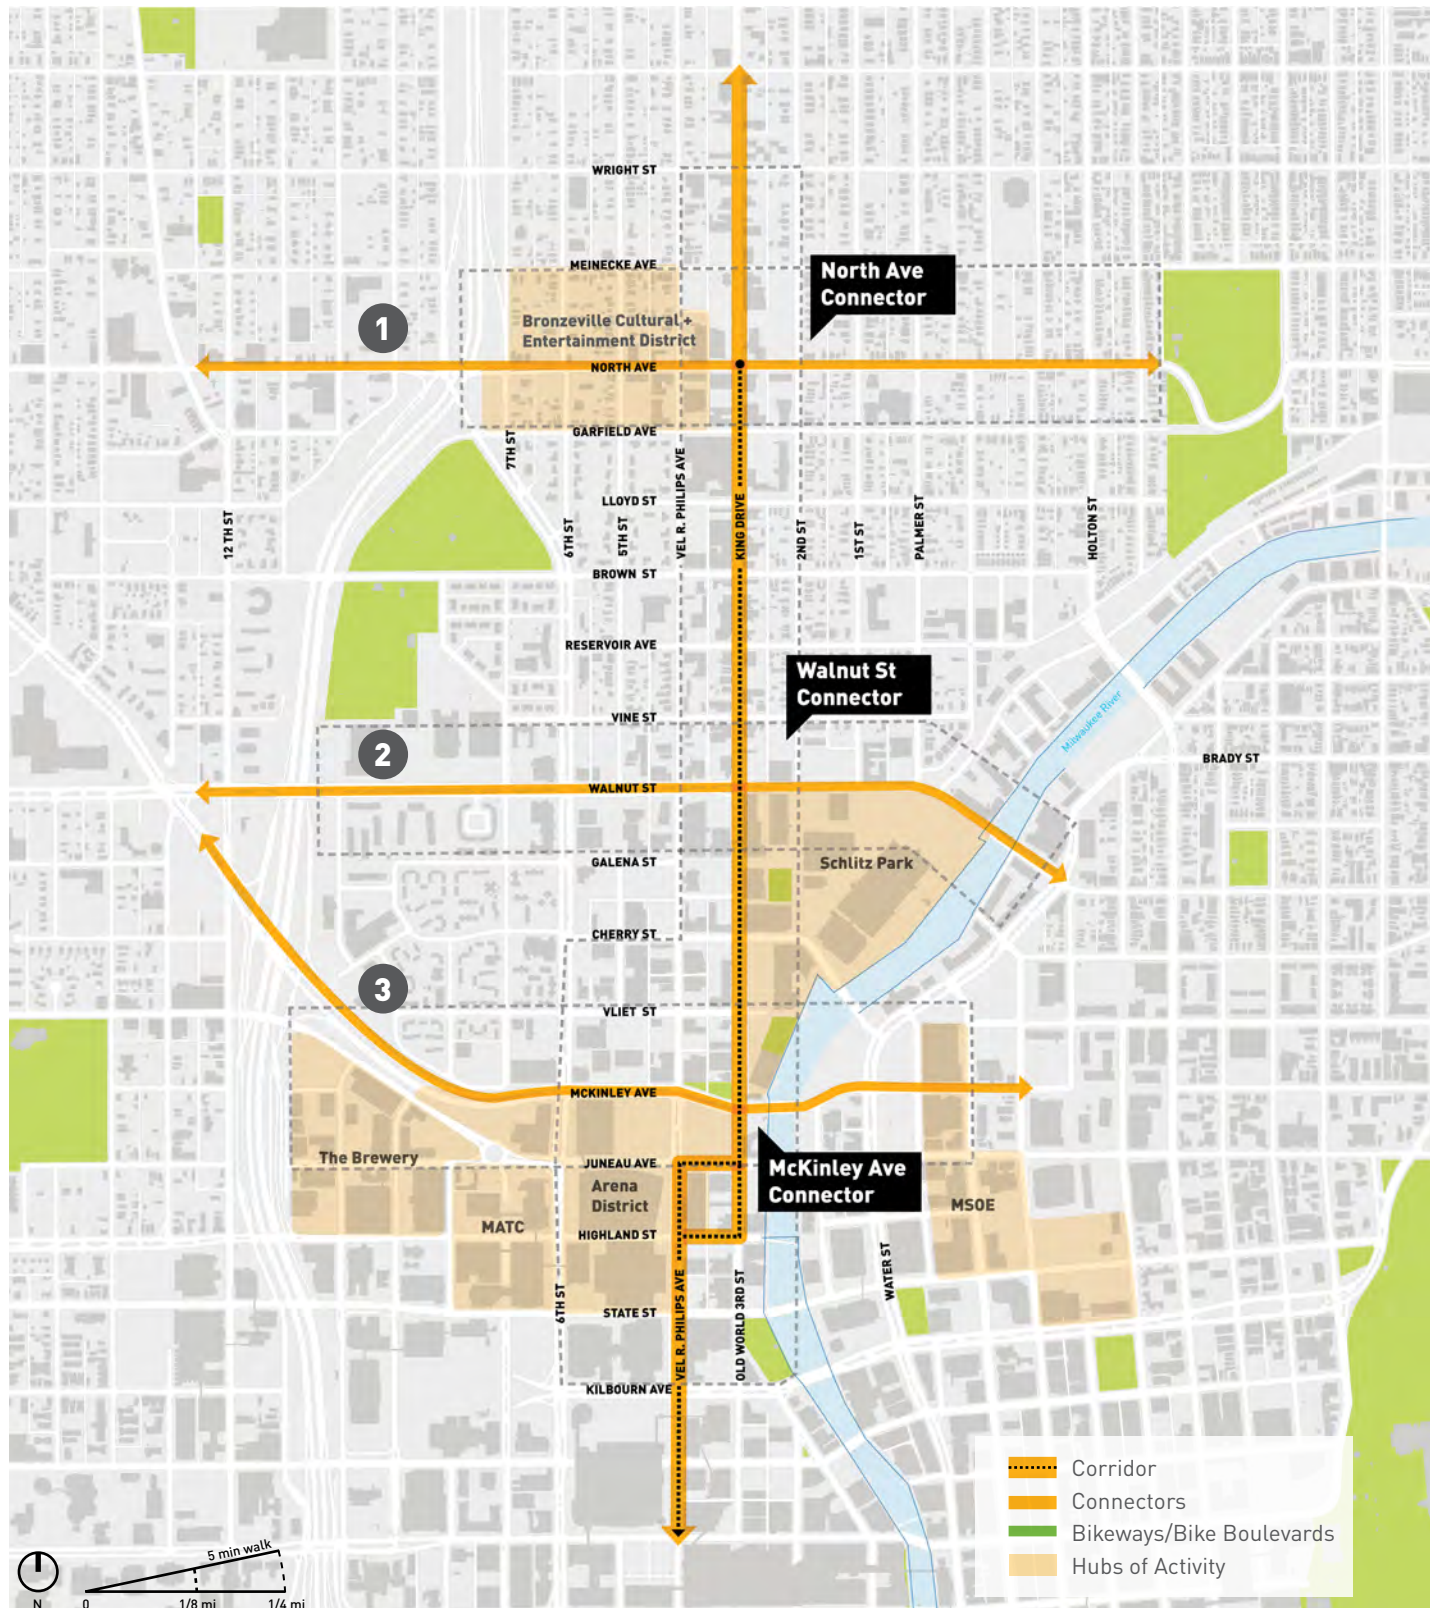 WRIGHT ST
MEINECKE AVE
North Ave
Connector
1
Bronzeville Cultural +
Entertainment District
NORTH AVE
GARFIELD AVE
7TH ST
VEL R. PHILIPS AVE
LLOYD ST
12 TH ST
6TH ST
5TH ST
KING DRIVE
2ND ST
1ST ST
PALMER ST
HOLTON ST
BROWN ST
RESERVOIR AVE
Walnut St
Connector
Milwaukee River
VINE ST
2
BRADY ST
WALNUT ST
GALENA ST
Schlitz Park
CHERRY ST
3
VLIET ST
MCKINLEY AVE
The Brewery
JUNEAU AVE
McKinley Ave
Connector
Arena
District
MATC
MSOE
HIGHLAND ST
6TH ST
STATE ST
VEL R. PHILIPS AVE
OLD WORLD 3RD ST
WATER ST
KILBOURN AVE
Corridor
Connectors
Bikeways/Bike Boulevards
Hubs of Activity
5 min walk
N
0
1/8 mi
1/4 mi